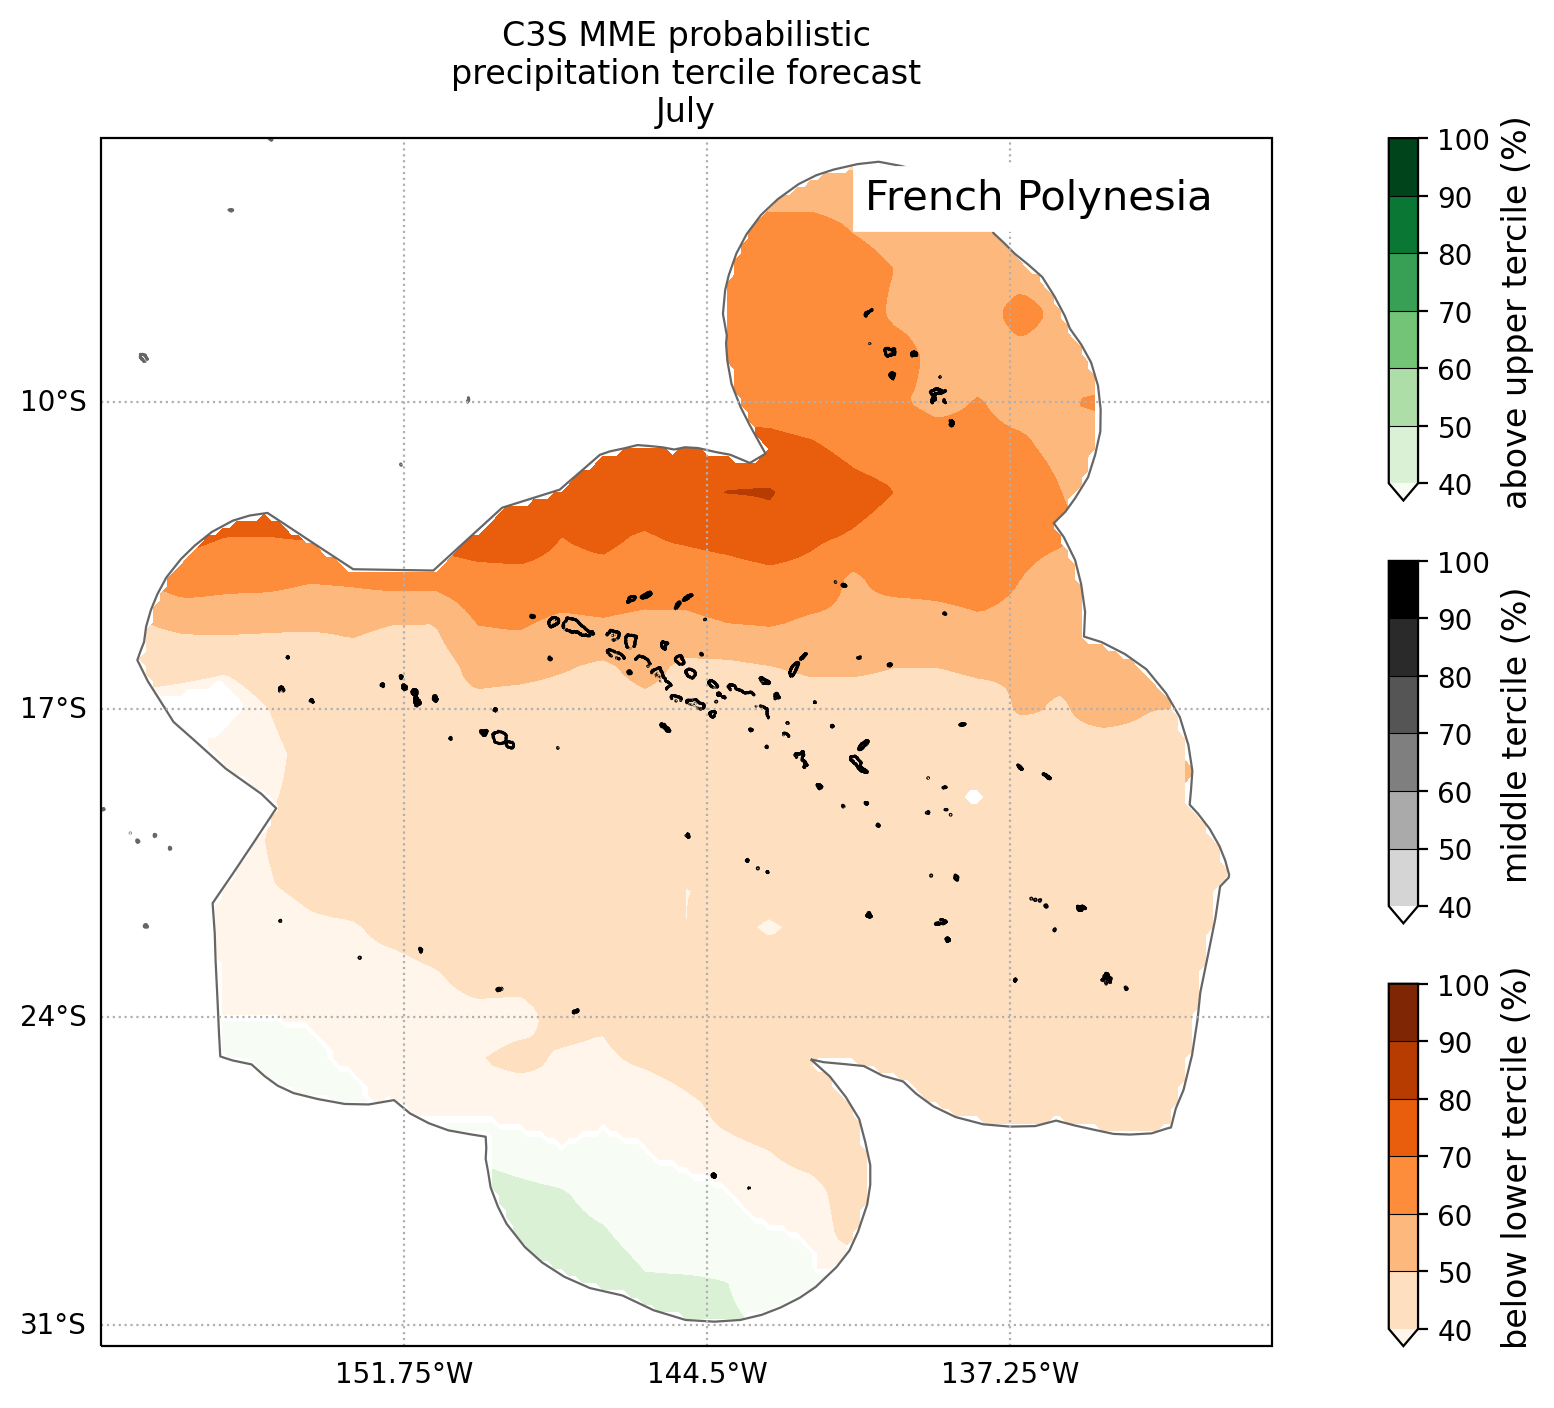 C3S MME probabilistic
precipitation tercile forecast
July
French Polynesia
10°S
17°S
24°S
31°S
151.75°W
144.5°W
137.25°W
100
90
80
70
60
50
40
above upper tercile (%)
100
90
80
70
60
50
40
middle tercile (%)
100
90
80
70
60
50
40
below lower tercile (%)